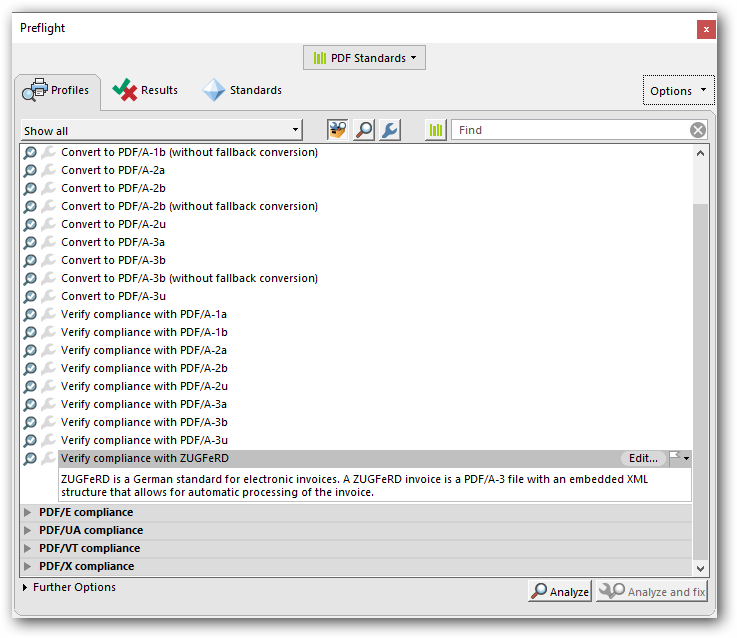 Preflight
x
PDF Standards
Profiles
Results
Standards
Options
Show all
Find
Convert to PDF/A-1b (without fallback conversion)
Convert to PDF/A-2a
Convert to PDF/A-2b
Convert to PDF/A-2b (without fallback conversion)
Convert to PDF/A-2u
Convert to PDF/A-3a
Convert to PDF/A-3b
Convert to PDF/A-3b (without fallback conversion)
Convert to PDF/A-3u
Verify compliance with PDF/A-1a
Verify compliance with PDF/A-1b
Verify compliance with PDF/A-2a
Verify compliance with PDF/A-2b
Verify compliance with PDF/A-2u
Verify compliance with PDF/A-3a
Verify compliance with PDF/A-3b
Verify compliance with PDF/A-3u
Verify compliance with ZUGFeRD
Edit...
ZUGFeRD is a German standard for electronic invoices. A ZUGFeRD invoice is a PDF/A-3 file with an embedded XML
structure that allows for automatic processing of the invoice.
PDF/E compliance
PDF/UA compliance
PDF/VT compliance
PDF/X compliance
Further Options
Analyze
Analyze and fix